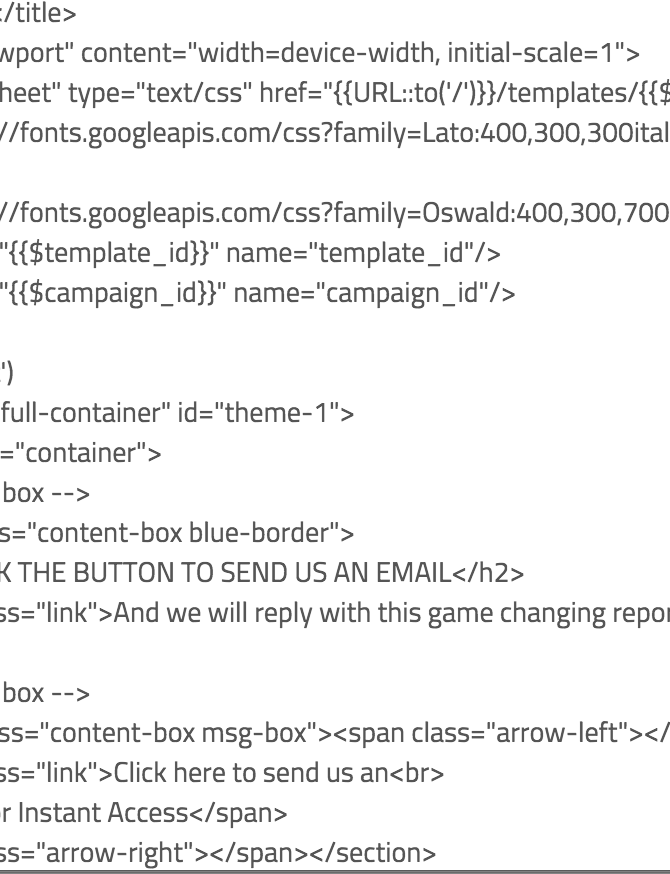 </title>
wport" content="width=device-width, initial-scale=1">
heet" type="text/css" href="{{URL::to('/')}}/templates/{{$
//fonts.googleapis.com/css?family=Lato:400,300,300ital
//fonts.googleapis.com/css?family=Oswald:400,300,700
"{{$template_id}}" name="template_id"/>
"{{$campaign_id}}" name="campaign_id"/>
')
full-container" id="theme-1">
="container">
box -->
s="content-box blue-border">
K THE BUTTON TO SEND US AN EMAIL</h2>
ss="link">And we will reply with this game changing repor
box -->
ss="content-box msg-box"><span class="arrow-left"></
ss="link">Click here to send us an<br>
or Instant Access</span>
ss="arrow-right"></span></section>